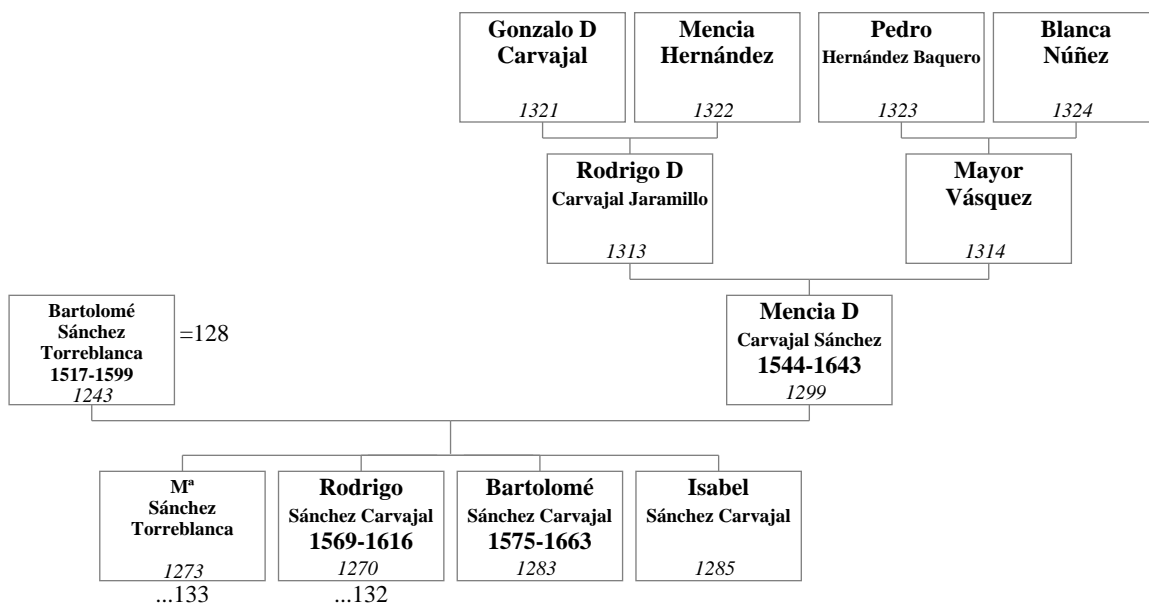 Gonzalo D
Carvajal
1321
Mencia
Hernández
1322
Pedro
Hernández Baquero
1323
Blanca
Núñez
1324
Rodrigo D
Carvajal Jaramillo
1313
Mayor
Vásquez
1314
Bartolomé
Sánchez
Torreblanca
1517-1599
1243
=128
Mencia D
Carvajal Sánchez
1544-1643
1299
Mª
Sánchez
Torreblanca
1273
...133
Rodrigo
Sánchez Carvajal
1569-1616
1270
...132
Bartolomé
Sánchez Carvajal
1575-1663
1283
Isabel
Sánchez Carvajal
1285